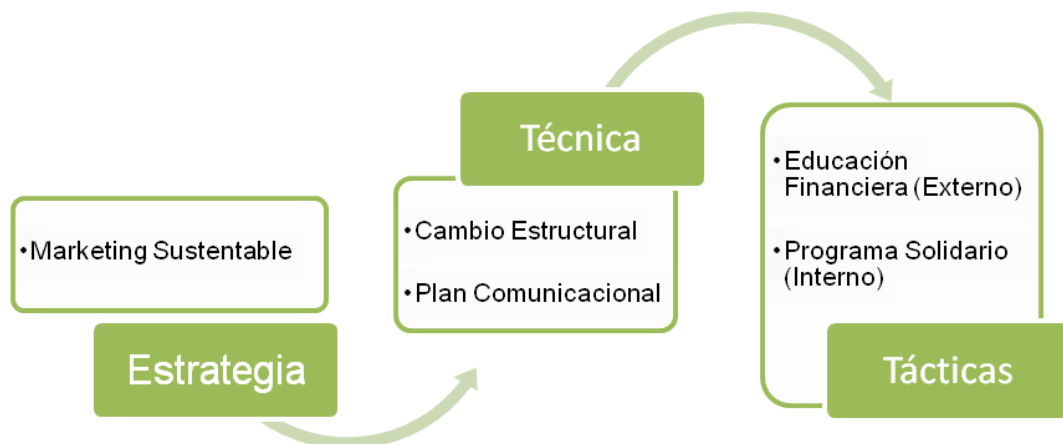 •Marketing Sustentable
Estrategia
Técnica
•Cambio Estructural
•Plan Comunicacional
•Educación
Financiera (Externo)
•Programa Solidario
(Interno)
Tácticas